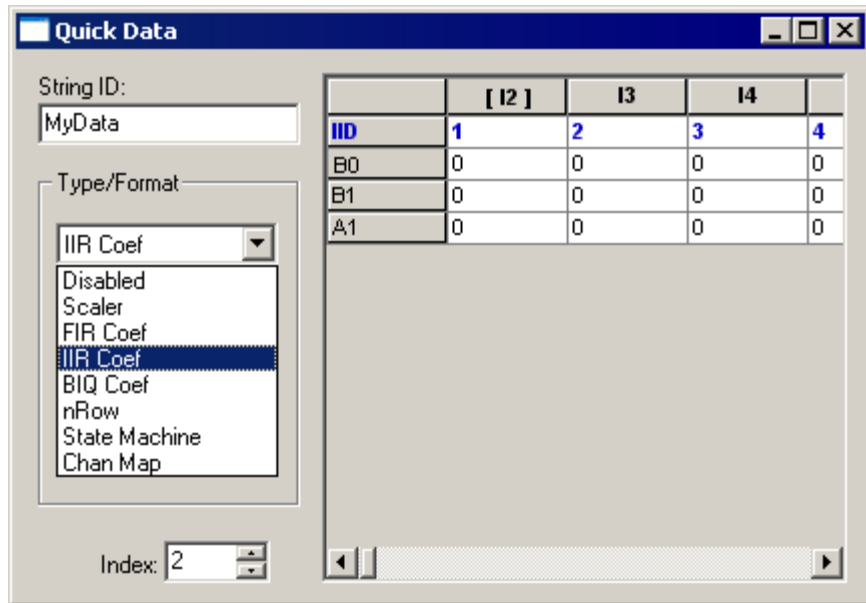 Quick Data
String ID:
MyData
Type/Format
IIR Coef
Disabled
Scaler
FIR Coef
IIR Coef
BIQ Coef
nRow
State Machine
Chan Map
Index: 2
[ I2 ] I3 I4
IID 1 2 3 4
B0 0 0 0 0
B1 0 0 0 0
A1 0 0 0 0